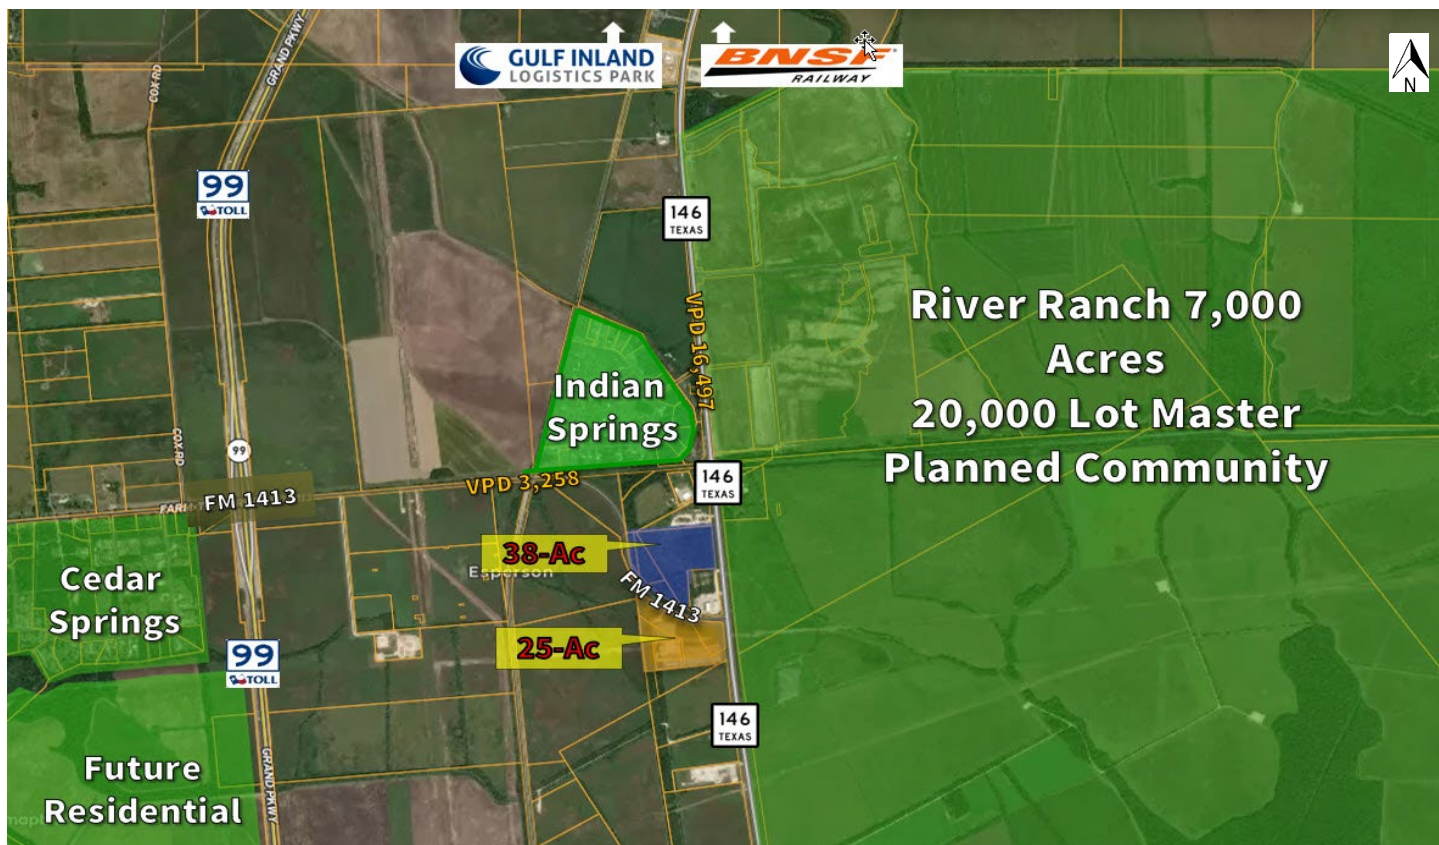 GULF INLAND
LOGISTICS PARK
BNSF
RAILWAY
N
GRAND PKWY
COX RD
99
TOLL
146
TEXAS
VPD 16,497
River Ranch 7,000
Acres
20,000 Lot Master
Planned Community
Indian
Springs
COX RD
99
146
TEXAS
VPD 3,258
FM 1413
38-Ac
Esperson
Cedar
Springs
FM 1413
25-Ac
99
TOLL
146
TEXAS
Future
Residential
GRAND PKWY